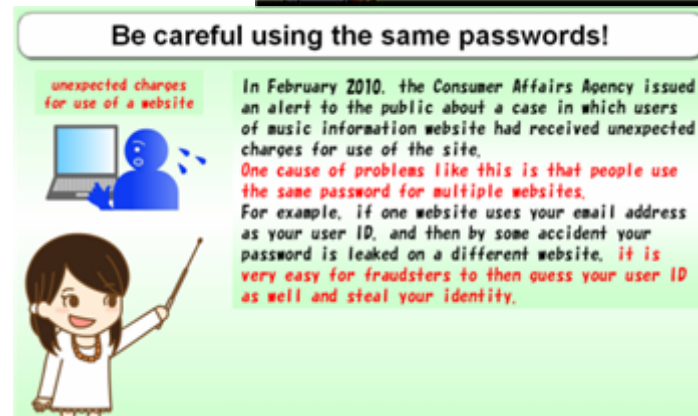 Be careful using the same passwords!
unexpected charges
for use of a website
In February 2010, the Consumer Affairs Agency issued
an alert to the public about a case in which users
of music information website had received unexpected
charges for use of the site.
One cause of problems like this is that people use
the same password for multiple websites.
For example, if one website uses your email address
as your user ID, and then by some accident your
password is leaked on a different website, it is
very easy for fraudsters to then guess your user ID
as well and steal your identity.